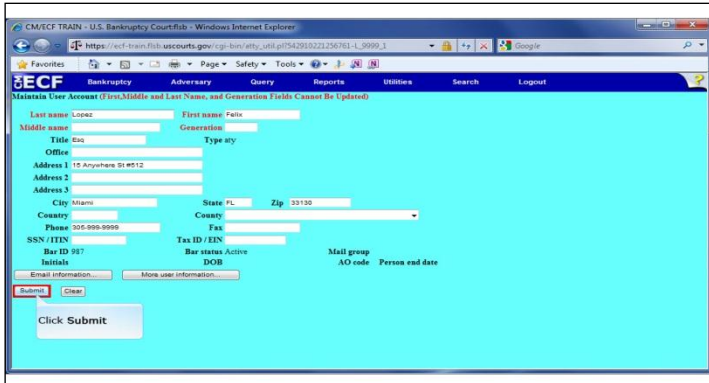 CM/ECF TRAIN - U.S. Bankruptcy Court:flsb - Windows Internet Explorer
https://ecf-train.flsb.uscourts.gov/cgi-bin/atty_util.pl?542910221256761-L_9999_1 Google
Favorites Page Safety Tools
ECF Bankruptcy Adversary Query Reports Utilities Search Logout ?
Maintain User Account (First,Middle and Last Name, and Generation Fields Cannot Be Updated)
Last name Lopez First name Felix
Middle name Generation
Title Esq Type aty
Office
Address 1 15 Anywhere St #512
Address 2
Address 3
City Miami State FL Zip 33130
Country County
Phone 305-999-9999 Fax
SSN / ITIN Tax ID / EIN
Bar ID 987 Bar status Active Mail group
Initials DOB AO code Person end date
Email information... More user information...
Submit Clear
Click Submit